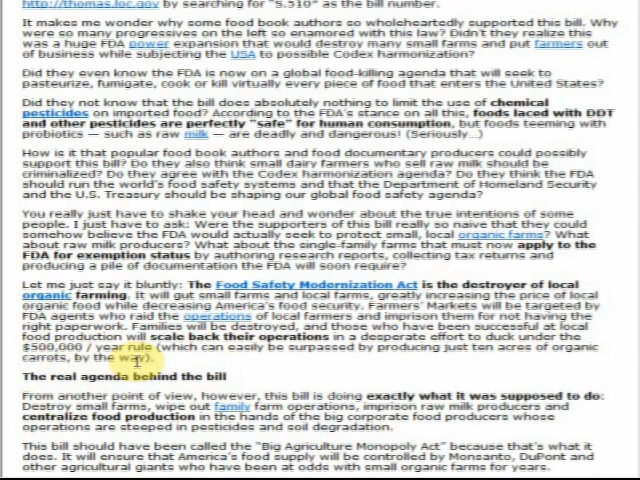 http://thomas.loc.gov by searching for "S.510" as the bill number.
It makes me wonder why some food book authors so wholeheartedly supported this bill. Why
were so many progressives on the left so enamored with this law? Didn't they realize this
was a huge FDA power expansion that would destroy many small farms and put farmers out
of business while subjecting the USA to possible Codex harmonization?
Did they even know the FDA is now on a global food-killing agenda that will seek to
pasteurize, fumigate, cook or kill virtually every piece of food that enters the United States?
Did they not know that the bill does absolutely nothing to limit the use of chemical
pesticides on imported food? According to the FDA's stance on all this, foods laced with DDT
and other pesticides are perfectly "safe" for human consumption, but foods teeming with
probiotics — such as raw milk — are deadly and dangerous! (Seriously...)
How is it that popular food book authors and food documentary producers could possibly
support this bill? Do they also think small dairy farmers who sell raw milk should be
criminalized? Do they agree with the Codex harmonization agenda? Do they think the FDA
should run the world's food safety systems and that the Department of Homeland Security
and the U.S. Treasury should be shaping our global food safety agenda?
You really just have to shake your head and wonder about the true intentions of some
people. I just have to ask: Were the supporters of this bill really so naive that they could
somehow believe the FDA would actually seek to protect small, local organic farms? What
about raw milk producers? What about the single-family farms that must now apply to the
FDA for exemption status by authoring research reports, collecting tax returns and
producing a pile of documentation the FDA will soon require?
Let me just say it bluntly: The Food Safety Modernization Act is the destroyer of local
organic farming. It will gut small farms and local farms, greatly increasing the price of local
organic food while decreasing America's food security. Farmers' Markets will be targeted by
FDA agents who raid the operations of local farmers and imprison them for not having the
right paperwork. Families will be destroyed, and those who have been successful at local
food production will scale back their operations in a desperate effort to duck under the
$500,000 / year rule (which can easily be surpassed by producing just ten acres of organic
carrots, by the way).
The real agenda behind the bill
From another point of view, however, this bill is doing exactly what it was supposed to do:
Destroy small farms, wipe out family farm operations, imprison raw milk producers and
centralize food production in the hands of the big corporate food producers whose
operations are steeped in pesticides and soil degradation.
This bill should have been called the "Big Agriculture Monopoly Act" because that's what it
does. It will ensure that America's food supply will be controlled by Monsanto, DuPont and
other agricultural giants who have been at odds with small organic farms for years.